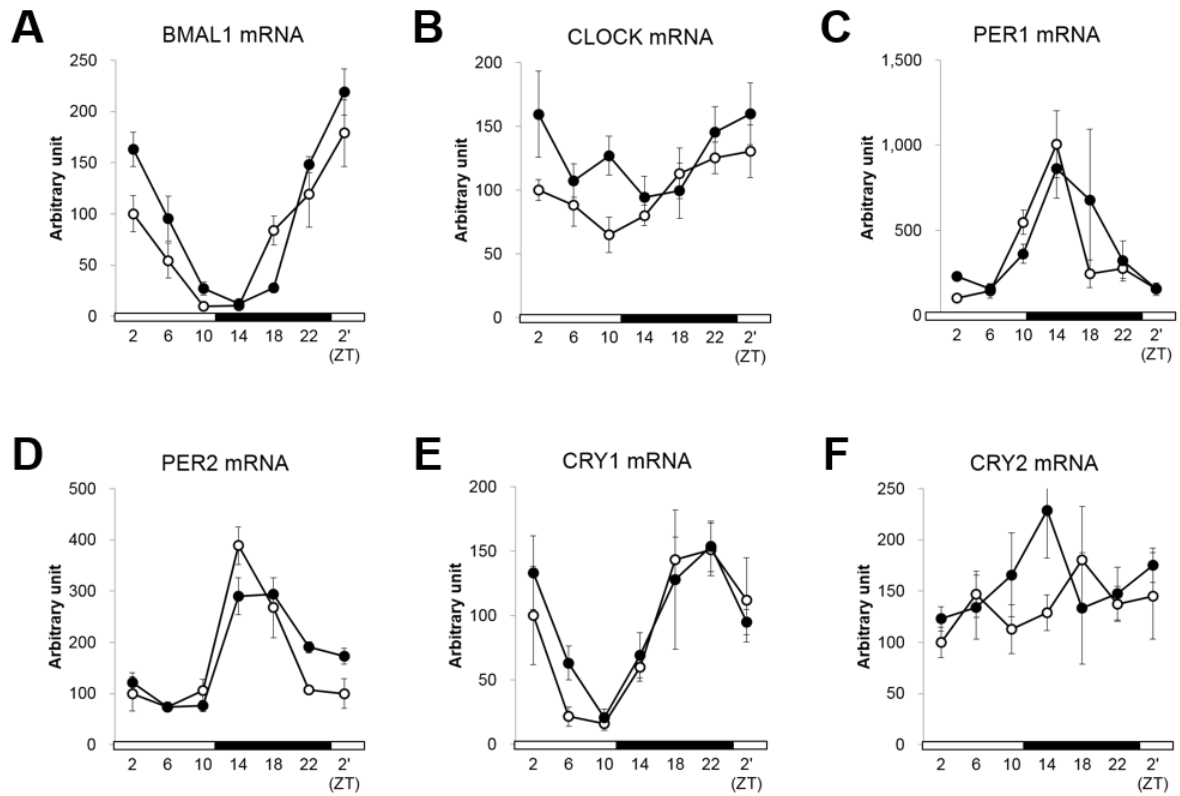 A
BMAL1 mRNA
Arbitrary unit
250
200
150
100
50
0
2 6 10 14 18 22 2'
(ZT)
B
CLOCK mRNA
Arbitrary unit
200
150
100
50
0
2 6 10 14 18 22 2'
(ZT)
C
PER1 mRNA
Arbitrary unit
1,500
1,000
500
0
2 6 10 14 18 22 2'
(ZT)
D
PER2 mRNA
Arbitrary unit
500
400
300
200
100
0
2 6 10 14 18 22 2'
(ZT)
E
CRY1 mRNA
Arbitrary unit
200
150
100
50
0
2 6 10 14 18 22 2'
(ZT)
F
CRY2 mRNA
Arbitrary unit
250
200
150
100
50
0
2 6 10 14 18 22 2'
(ZT)